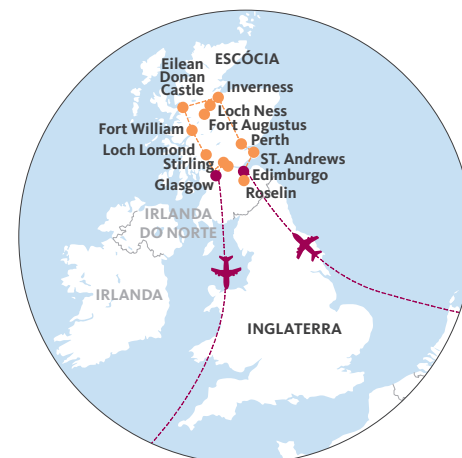 Eilean
Donan
Castle
ESCÓCIA
Inverness
Loch Ness
Fort Augustus
Fort William
Perth
Loch Lomond
ST. Andrews
Stirling
Edimburgo
Glasgow
Roselin
IRLANDA
DO NORTE
IRLANDA
INGLATERRA